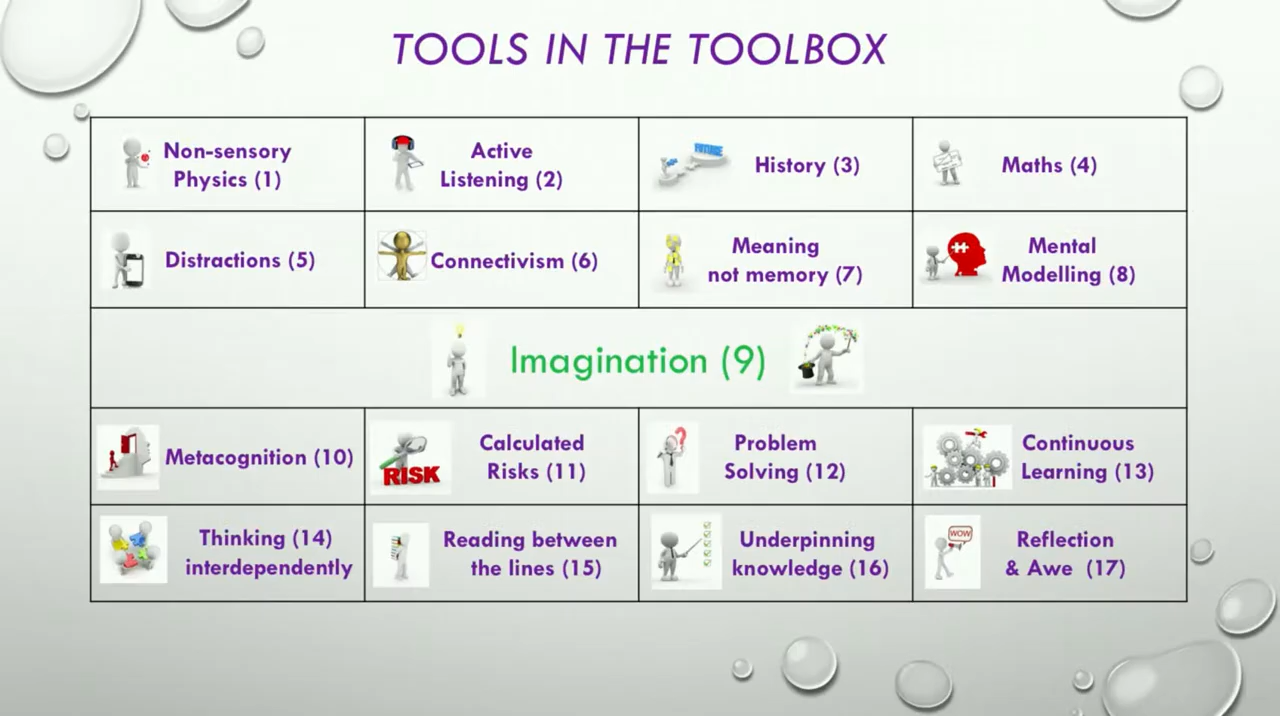 TOOLS IN THE TOOLBOX
Non-sensory
Physics (1)
Active
Listening (2)
FUTURE
History (3)
Maths (4)
Distractions (5)
Connectivism (6)
Meaning
not memory (7)
Mental
Modelling (8)
Imagination (9)
Metacognition (10)
RISK
Calculated
Risks (11)
Problem
Solving (12)
Continuous
Learning (13)
Thinking (14)
interdependently
Reading between
the lines (15)
Underpinning
knowledge (16)
WOW
Reflection
& Awe (17)